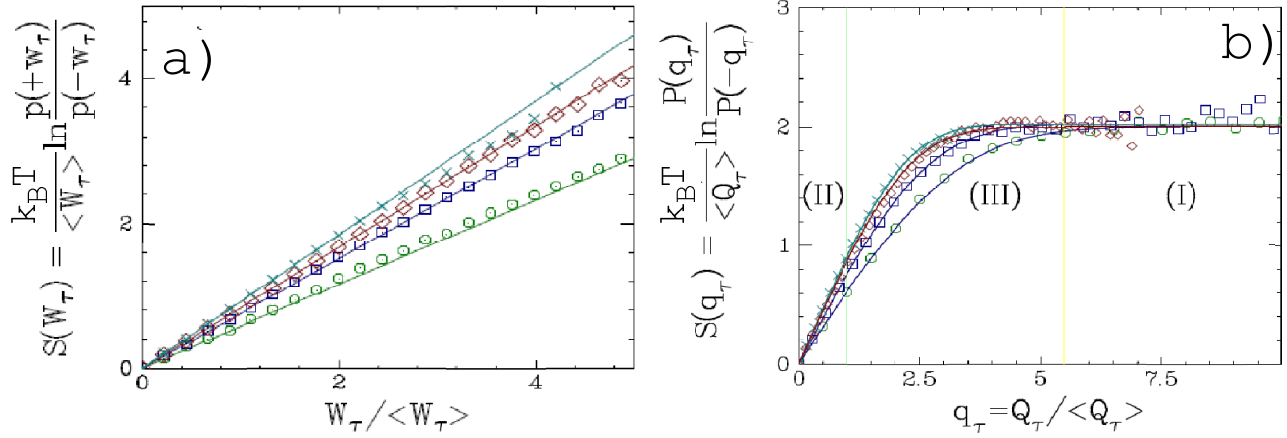 a)
S(W_τ) = k_B T / <W_τ> ln p(+w_τ) / p(-w_τ)
4
2
0
0 2 4
W_τ/<W_τ>
b)
S(q_τ) = k_B T / <Q_τ> ln P(q_τ) / P(-q_τ)
3
2
1
0
(II) (III) (I)
0 2.5 5 7.5
q_τ=Q_τ/<Q_τ>